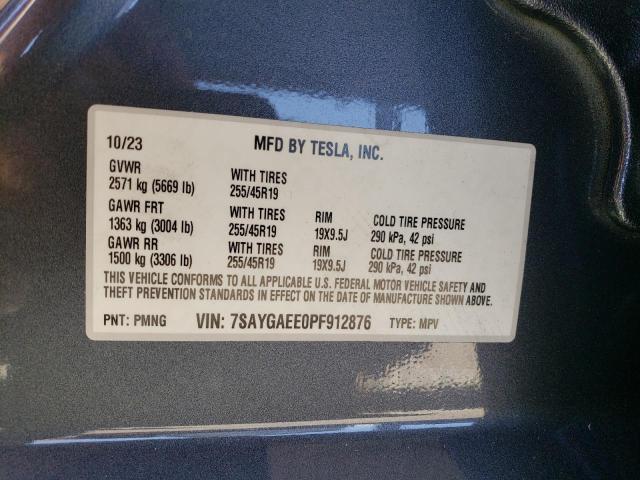 10/23 MFD BY TESLA, INC.
GVWR WITH TIRES
2571 kg (5669 lb) 255/45R19
GAWR FRT WITH TIRES RIM COLD TIRE PRESSURE
1363 kg (3004 lb) 255/45R19 19X9.5J 290 kPa, 42 psi
GAWR RR WITH TIRES RIM COLD TIRE PRESSURE
1500 kg (3306 lb) 255/45R19 19X9.5J 290 kPa, 42 psi
THIS VEHICLE CONFORMS TO ALL APPLICABLE U.S. FEDERAL MOTOR VEHICLE SAFETY AND
THEFT PREVENTION STANDARDS IN EFFECT ON THE DATE OF MANUFACTURE SHOWN ABOVE.
PNT: PMNG VIN: 7SAYGAEE0PF912876 TYPE: MPV